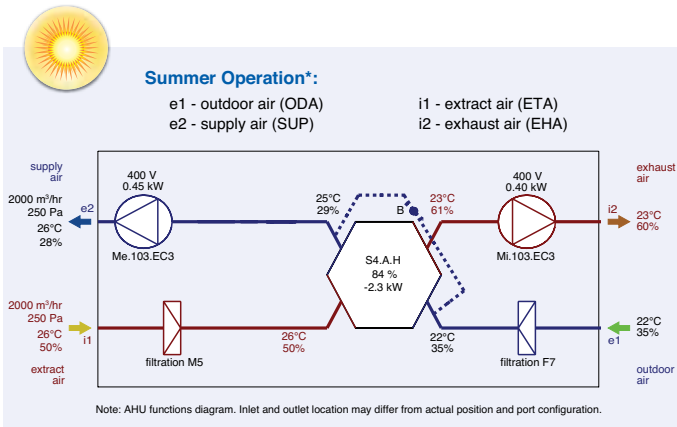 Summer Operation*:
e1 - outdoor air (ODA)
i1 - extract air (ETA)
e2 - supply air (SUP)
i2 - exhaust air (EHA)
supply
air
2000 m³/hr
250 Pa
26°C
28%
e2
400 V
0.45 kW
Me.103.EC3
25°C
29%
B
23°C
61%
400 V
0.40 kW
Mi.103.EC3
exhaust
air
i2
23°C
60%
S4.A.H
84 %
-2.3 kW
2000 m³/hr
250 Pa
26°C
50%
i1
extract
air
filtration M5
26°C
50%
22°C
35%
filtration F7
e1
22°C
35%
outdoor
air
Note: AHU functions diagram. Inlet and outlet location may differ from actual position and port configuration.